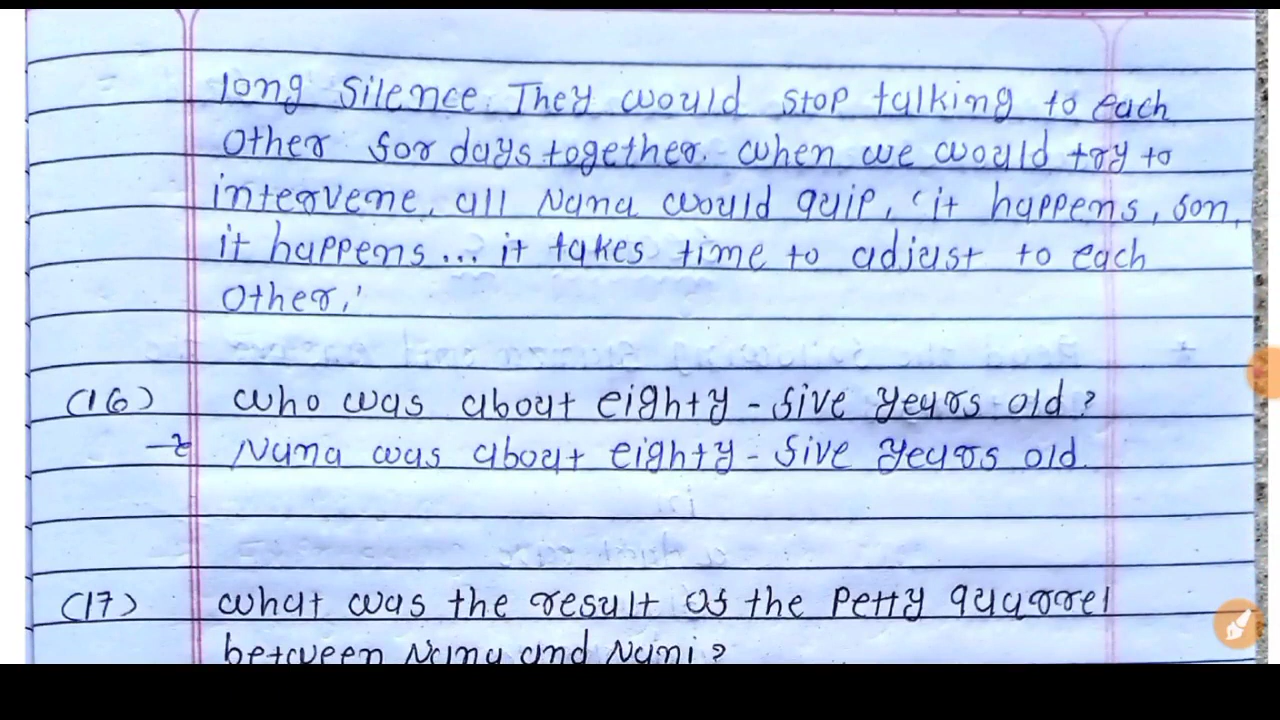 long silence. They would stop talking to each
other for days together. When we would try to
intervene, all Nana would quip, 'it happens, son,
it happens... it takes time to adjust to each
other.'
(16) Who was about eighty-five years old?
→ Nana was about eighty-five years old.
(17) What was the result of the petty quarrel
between Nana and Nani?